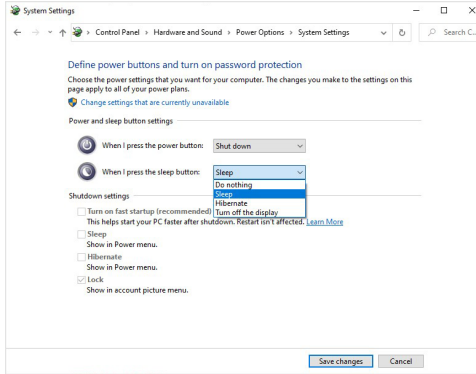 System Settings
Control Panel > Hardware and Sound > Power Options > System Settings
Search C...
Define power buttons and turn on password protection
Choose the power settings that you want for your computer. The changes you make to the settings on this
page apply to all of your power plans.
Change settings that are currently unavailable
Power and sleep button settings
When I press the power button: Shut down
When I press the sleep button: Sleep
Do nothing
Sleep
Hibernate
Turn off the display
Shutdown settings
Turn on fast startup (recommended)
This helps start your PC faster after shutdown. Restart isn't affected. Learn More
Sleep
Show in Power menu.
Hibernate
Show in Power menu.
Lock
Show in account picture menu.
Save changes Cancel